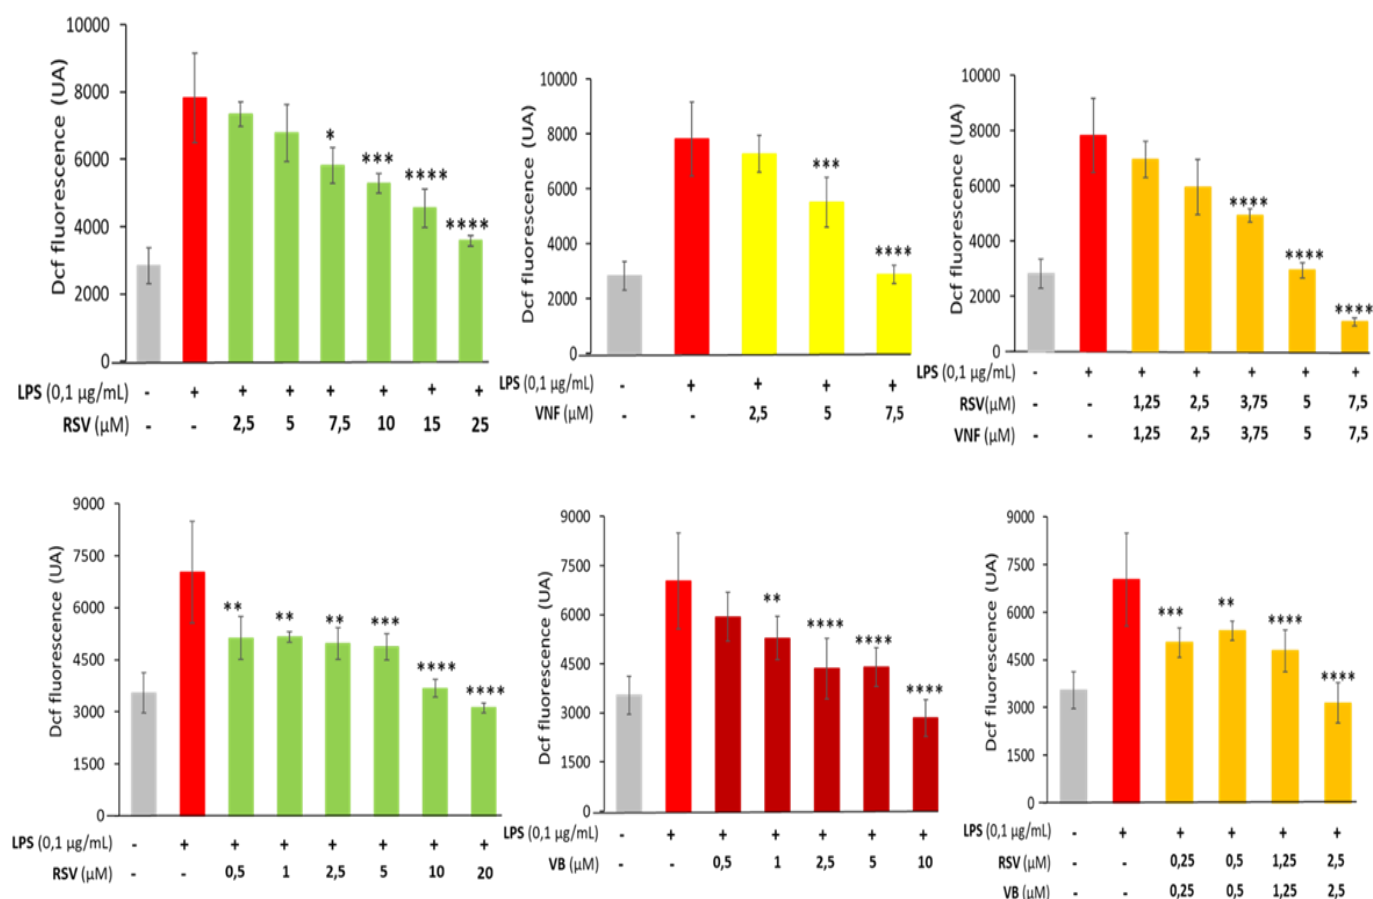 Dcf fluorescence (UA)
10000
8000
6000
4000
2000
0
*
***
****
****
LPS (0,1 µg/mL) - + + + + + + +
RSV (µM) - - 2,5 5 7,5 10 15 25
Dcf fluorescence (UA)
10000
8000
6000
4000
2000
0
***
****
LPS (0,1 µg/mL) - + + + +
VNF (µM) - - 2,5 5 7,5
Dcf fluorescence (UA)
10000
8000
6000
4000
2000
0
****
****
****
LPS (0,1 µg/mL) - + + + + + +
RSV(µM) - - 1,25 2,5 3,75 5 7,5
VNF (µM) - - 1,25 2,5 3,75 5 7,5
Dcf fluorescence (UA)
9000
7500
6000
4500
3000
1500
0
** ** ** ***
****
****
LPS (0,1 µg/mL) - + + + + + + +
RSV (µM) - - 0,5 1 2,5 5 10 20
Dcf fluorescence (UA)
9000
7500
6000
4500
3000
1500
0
**
****
****
****
LPS (0,1 µg/mL) - + + + + + +
VB (µM) - - 0,5 1 2,5 5 10
Dcf fluorescence (UA)
9000
7500
6000
4500
3000
1500
0
***
**
****
****
LPS (0,1 µg/mL) - + + + + +
RSV (µM) - - 0,25 0,5 1,25 2,5
VB (µM) - - 0,25 0,5 1,25 2,5